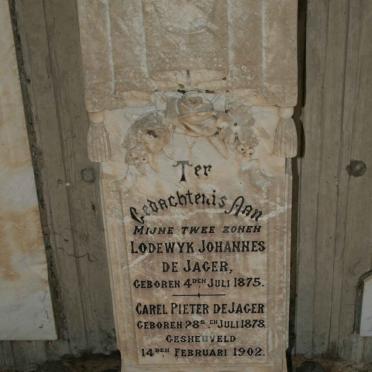 Ter
Gedachtenis Aan
Mijne twee zonen
Lodewyk Johannes
de Jager,
geboren 4den Juli 1875.
Carel Pieter de Jager
geboren 28sten Juli 1878
Gesneuveld
14den Februari 1902.